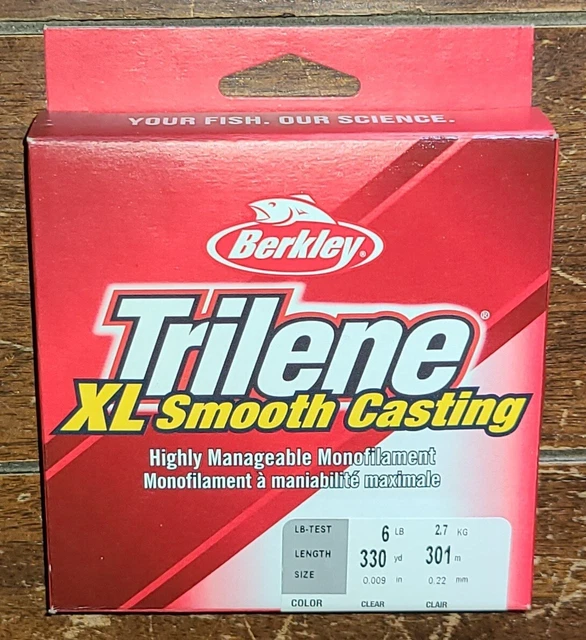 YOUR FISH. OUR SCIENCE.
Berkley®
Trilene®
XL Smooth Casting
Highly Manageable Monofilament
Monofilament à maniabilité maximale
LB-TEST 6 LB 2.7 KG
LENGTH 330 yd 301 m
SIZE 0.009 in 0.22 mm
COLOR CLEAR CLAIR